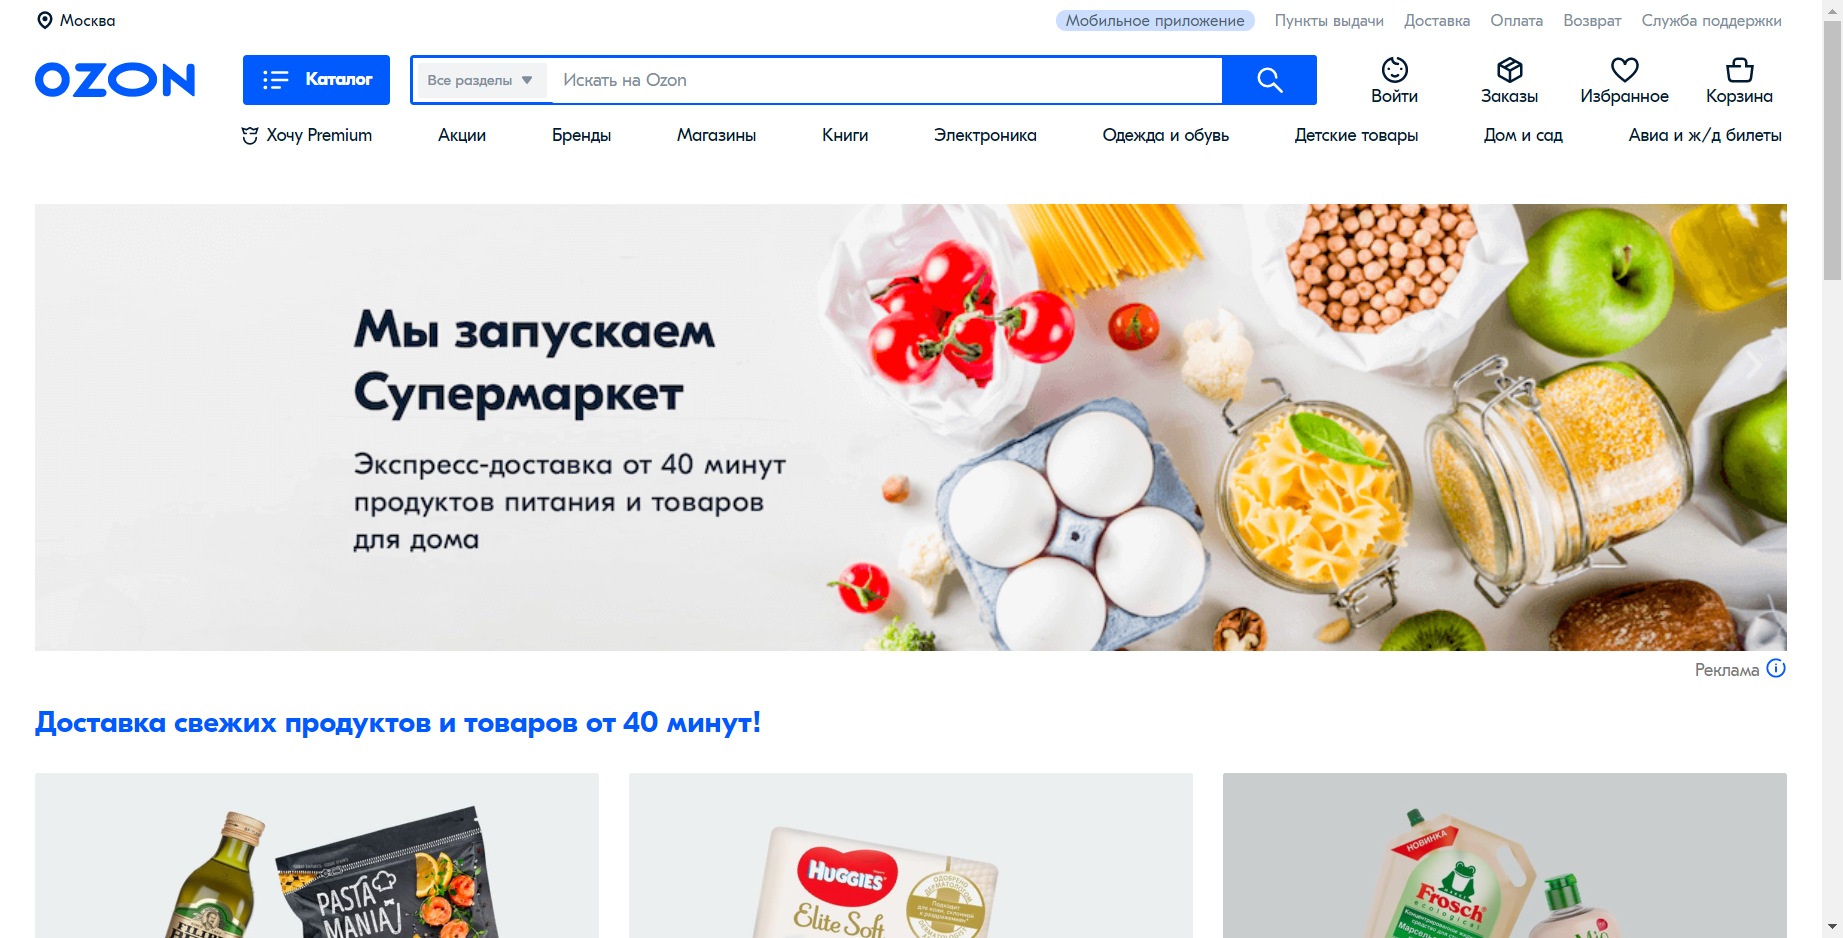 Москва
Мобильное приложение Пункты выдачи Доставка Оплата Возврат Служба поддержки
OZON
Каталог
Все разделы
Искать на Ozon
Войти
Заказы
Избранное
Корзина
Хочу Premium Акции Бренды Магазины Книги Электроника Одежда и обувь Детские товары Дом и сад Авиа и ж/д билеты
Мы запускаем
Супермаркет
Экспресс-доставка от 40 минут
продуктов питания и товаров
для дома
Реклама
Доставка свежих продуктов и товаров от 40 минут!
PASTA
MANIA
HUGGIES
Elite Soft
НОВИНКА
Frosch
ecological